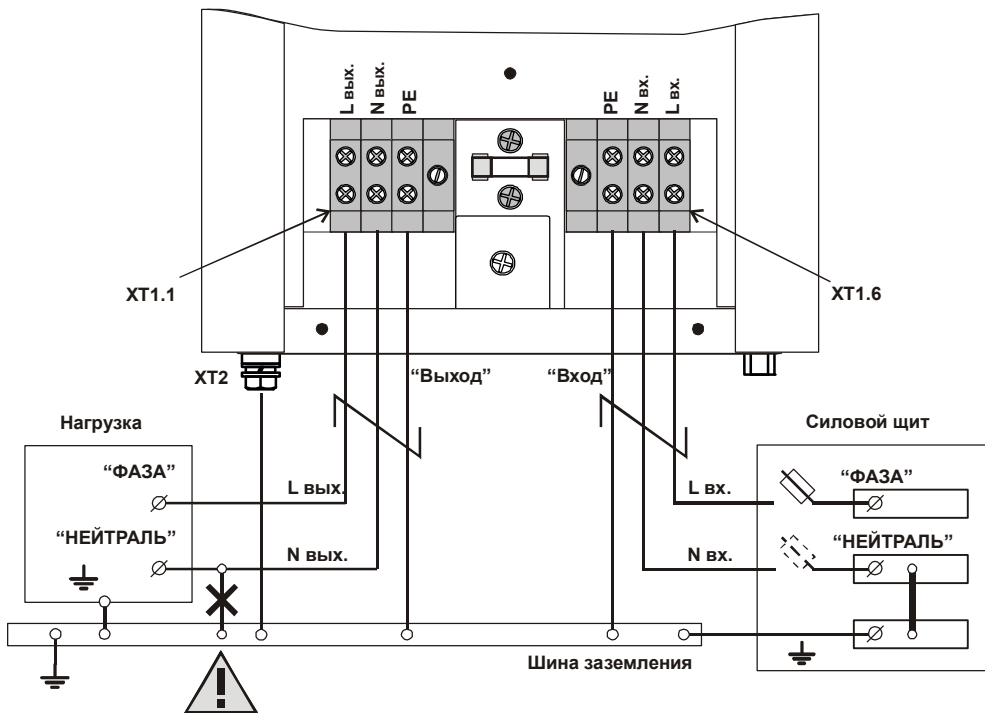 L вых.
N вых.
PE
PE
N вх.
L вх.
XT1.1
XT1.6
XT2
“Выход”
“Вход”
Нагрузка
Силовой щит
“ФАЗА”
“ФАЗА”
L вых.
L вх.
“НЕЙТРАЛЬ”
“НЕЙТРАЛЬ”
N вых.
N вх.
Шина заземления
!